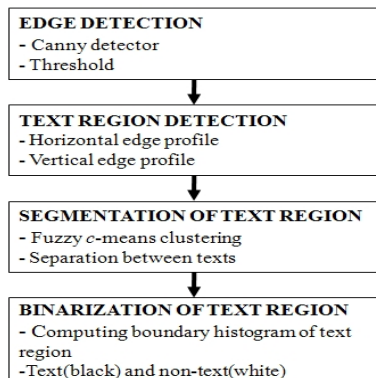 EDGE DETECTION
- Canny detector
- Threshold
TEXT REGION DETECTION
- Horizontal edge profile
- Vertical edge profile
SEGMENTATION OF TEXT REGION
- Fuzzy c-means clustering
- Separation between texts
BINARIZATION OF TEXT REGION
- Computing boundary histogram of text
region
-Text(black) and non-text(white)